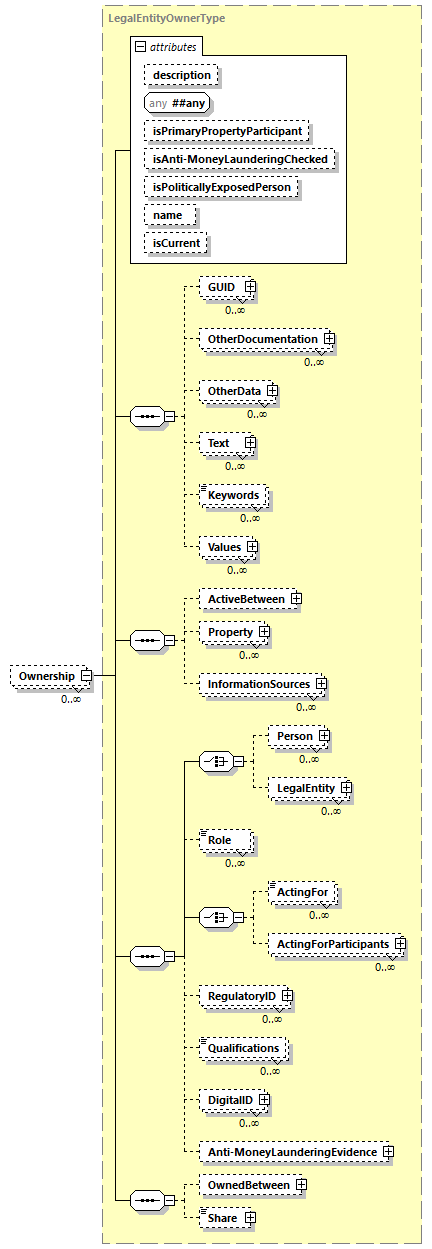 LegalEntityOwnerType
attributes
description
any ##any
isPrimaryPropertyParticipant
isAnti-MoneyLaunderingChecked
isPoliticallyExposedPerson
name
isCurrent
GUID
0..∞
OtherDocumentation
0..∞
OtherData
0..∞
Text
0..∞
Keywords
0..∞
Values
0..∞
ActiveBetween
Property
0..∞
Ownership
0..∞
InformationSources
0..∞
Person
0..∞
LegalEntity
0..∞
Role
0..∞
ActingFor
0..∞
ActingForParticipants
0..∞
RegulatoryID
0..∞
Qualifications
0..∞
DigitalID
0..∞
Anti-MoneyLaunderingEvidence
OwnedBetween
Share